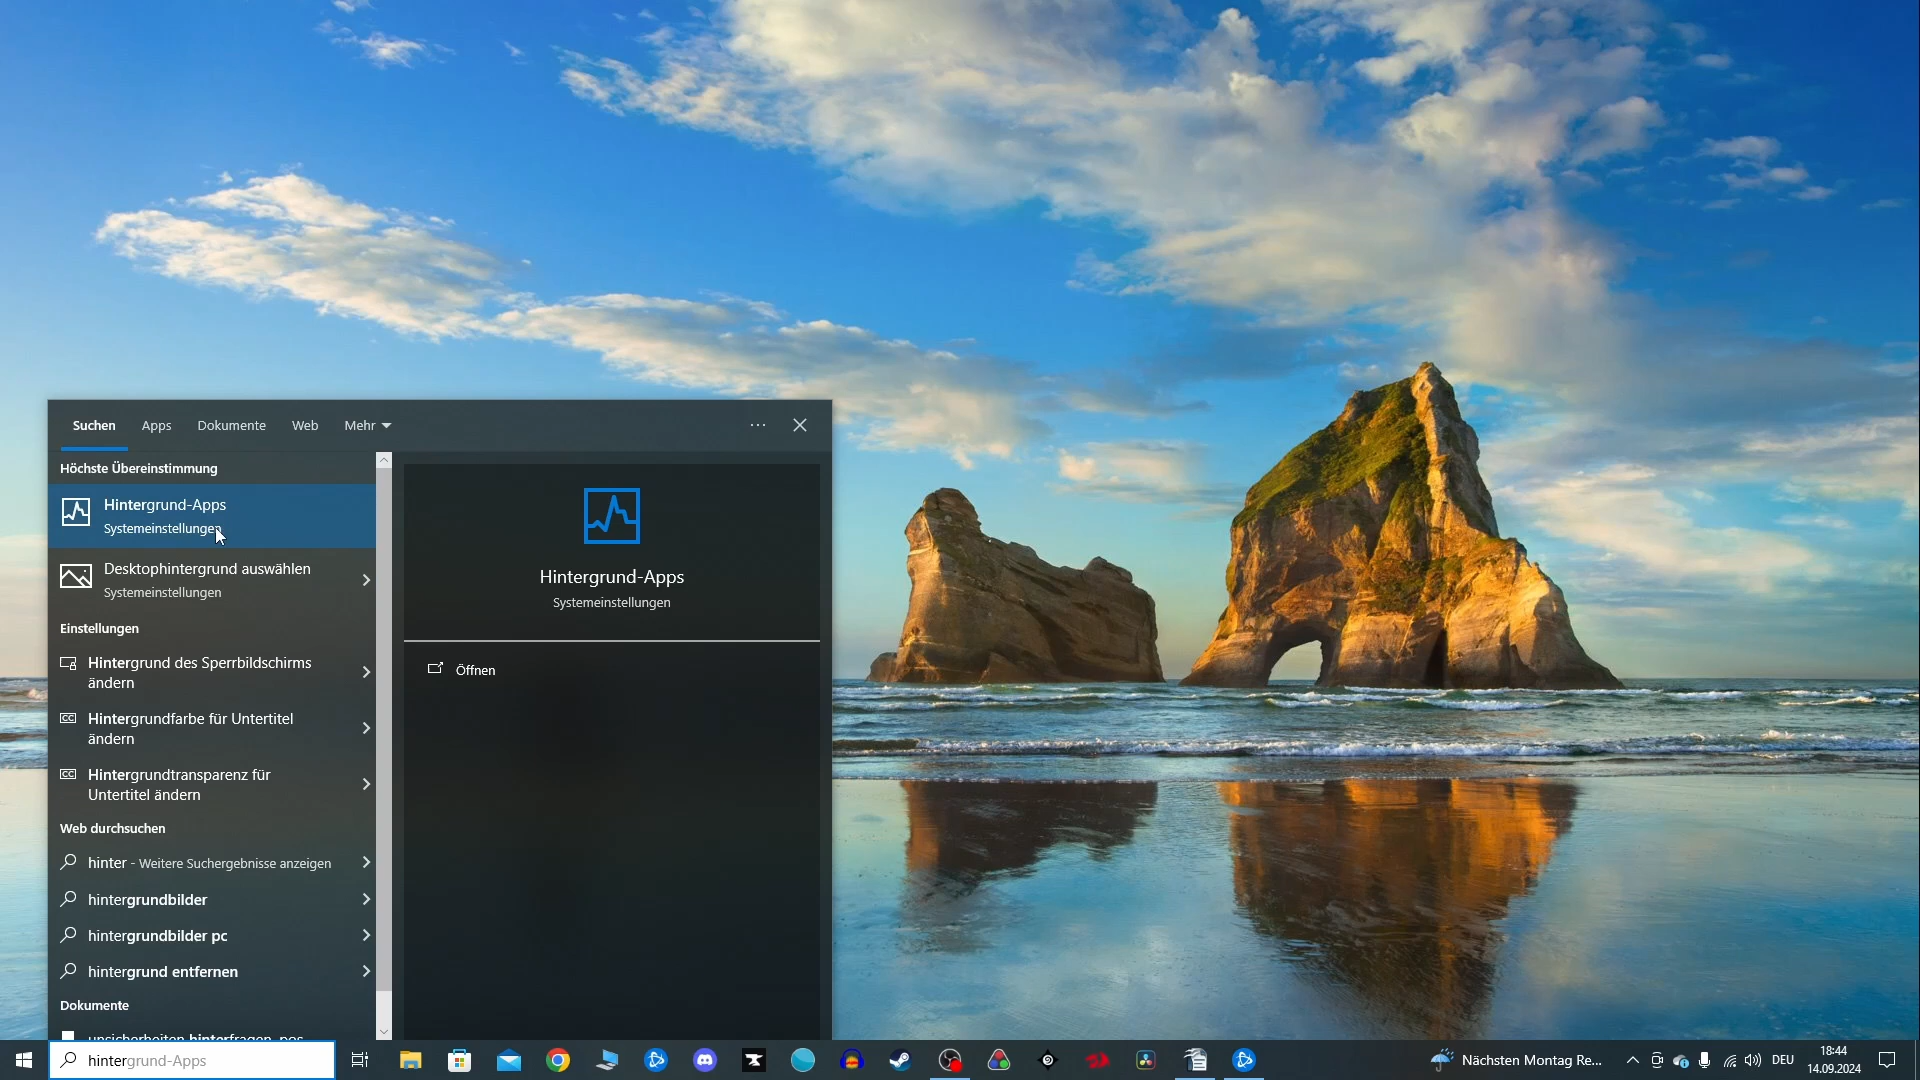 Suchen Apps Dokumente Web Mehr
Höchste Übereinstimmung
Hintergrund-Apps
Systemeinstellungen
Desktophintergrund auswählen
Systemeinstellungen
Einstellungen
Hintergrund des Sperrbildschirms
ändern
Hintergrundfarbe für Untertitel
ändern
Hintergrundtransparenz für
Untertitel ändern
Web durchsuchen
hinter - Weitere Suchergebnisse anzeigen
hintergrundbilder
hintergrundbilder pc
hintergrund entfernen
Dokumente
unsicherheiten hinterfragen pos
Hintergrund-Apps
Systemeinstellungen
Öffnen
hintergrund-Apps
Nächsten Montag Re...
DEU
18:44
14.09.2024